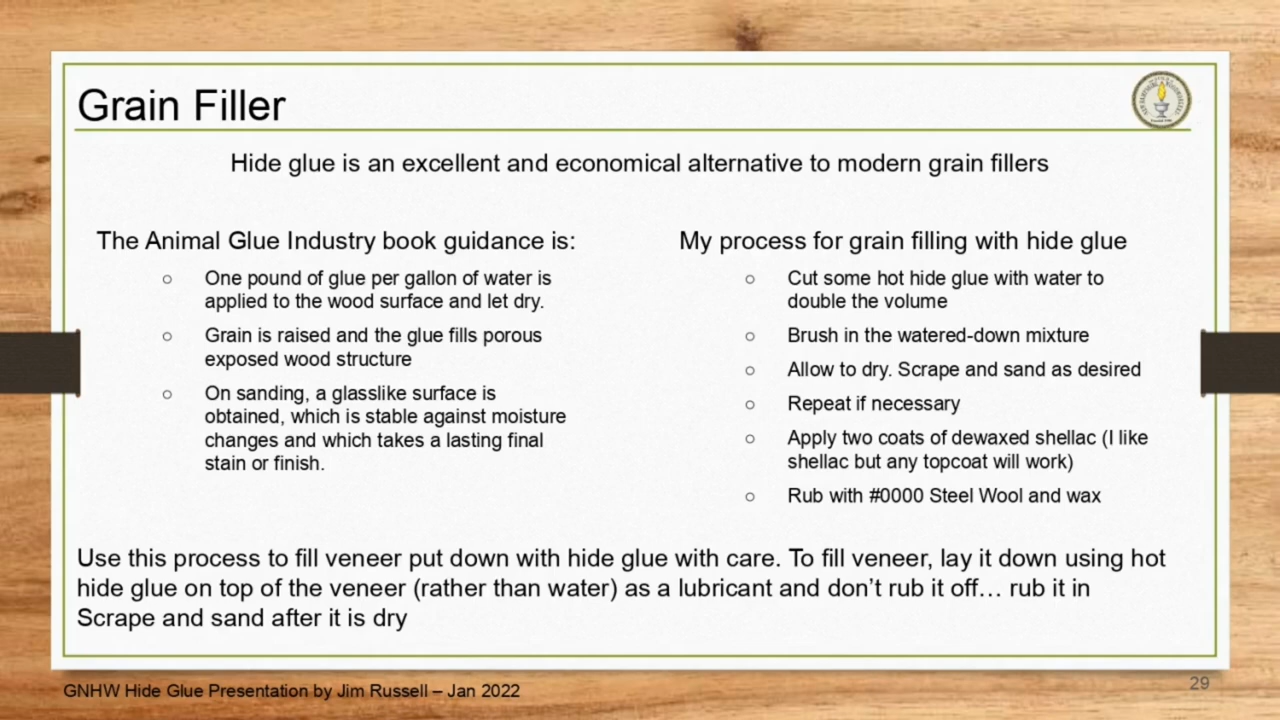 Grain Filler
Hide glue is an excellent and economical alternative to modern grain fillers
The Animal Glue Industry book guidance is:
○ One pound of glue per gallon of water is
applied to the wood surface and let dry.
○ Grain is raised and the glue fills porous
exposed wood structure
○ On sanding, a glasslike surface is
obtained, which is stable against moisture
changes and which takes a lasting final
stain or finish.
My process for grain filling with hide glue
○ Cut some hot hide glue with water to
double the volume
○ Brush in the watered-down mixture
○ Allow to dry. Scrape and sand as desired
○ Repeat if necessary
○ Apply two coats of dewaxed shellac (I like
shellac but any topcoat will work)
○ Rub with #0000 Steel Wool and wax
Use this process to fill veneer put down with hide glue with care. To fill veneer, lay it down using hot
hide glue on top of the veneer (rather than water) as a lubricant and don’t rub it off… rub it in
Scrape and sand after it is dry
GNHW Hide Glue Presentation by Jim Russell – Jan 2022
29